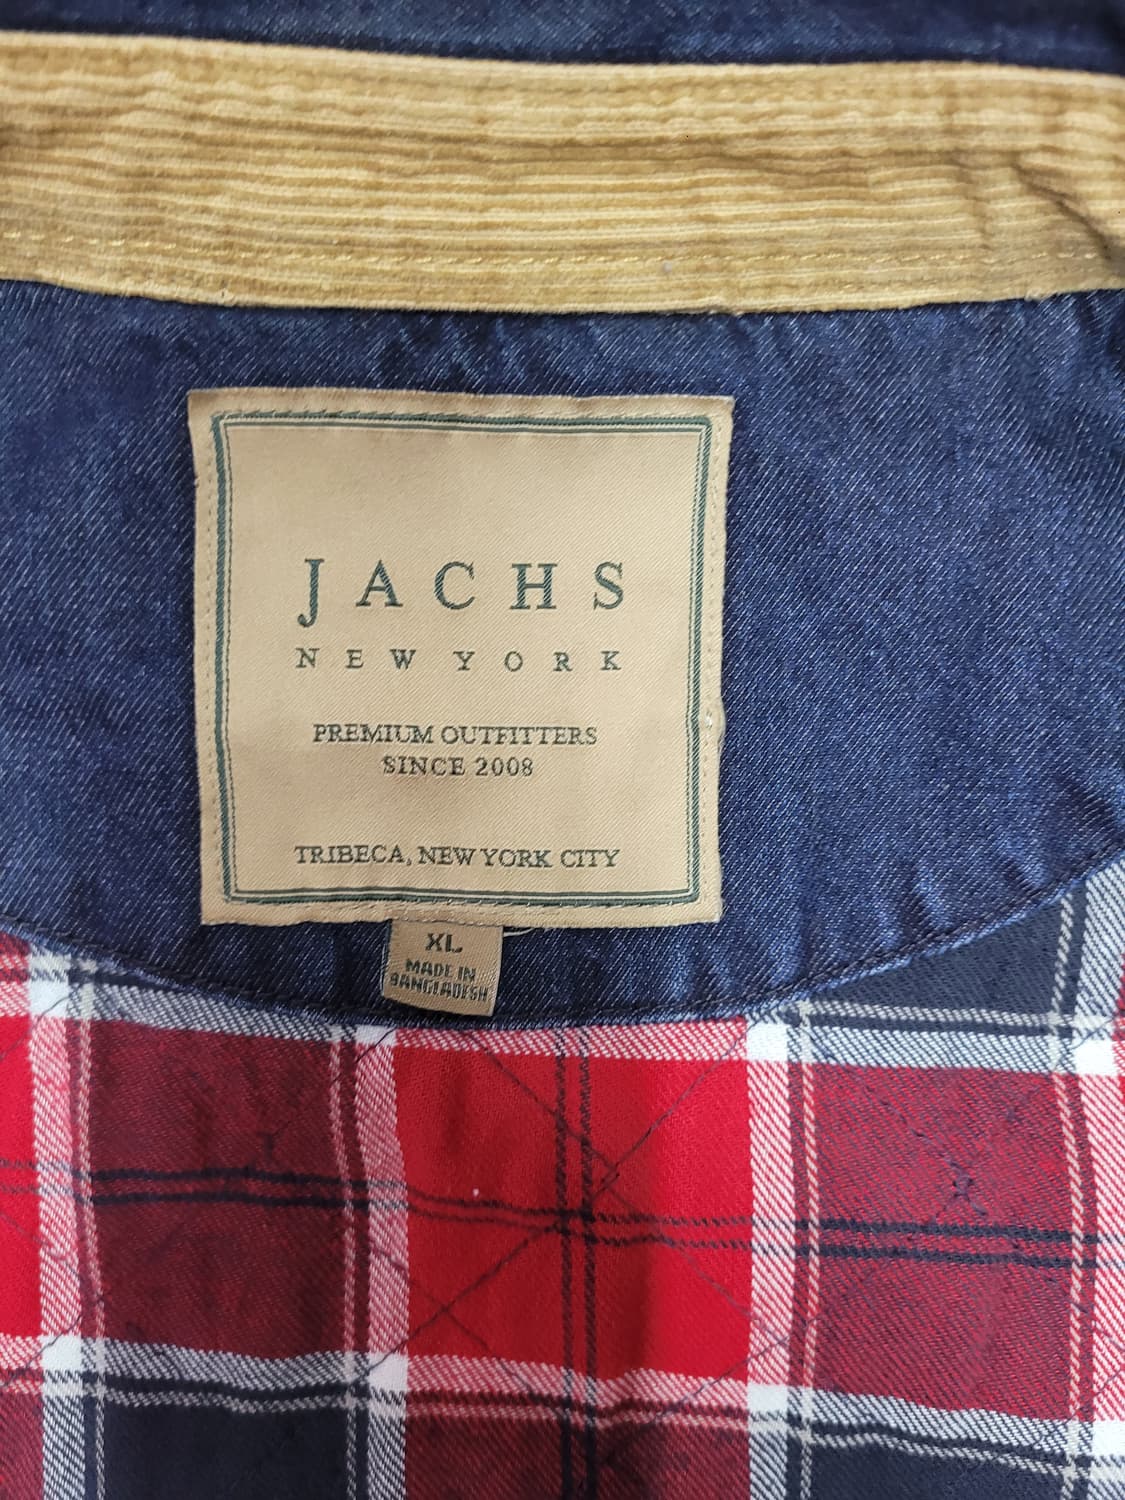 JACHS
NEW YORK
PREMIUM OUTFITTERS
SINCE 2008
TRIBECA, NEW YORK CITY
XL
MADE IN
BANGLADESH